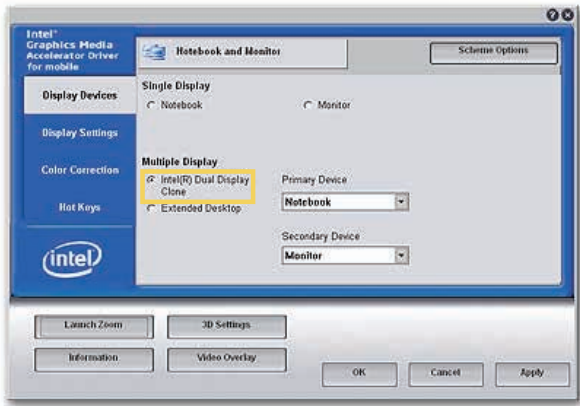 Intel®
Graphics Media
Accelerator Driver
for mobile
Notebook and Monitor
Scheme Options
Display Devices
Display Settings
Color Correction
Hot Keys
intel
Single Display
Notebook
Monitor
Multiple Display
Intel(R) Dual Display
Clone
Extended Desktop
Primary Device
Notebook
Secondary Device
Monitor
Launch Zoom
3D Settings
Information
Video Overlay
OK
Cancel
Apply